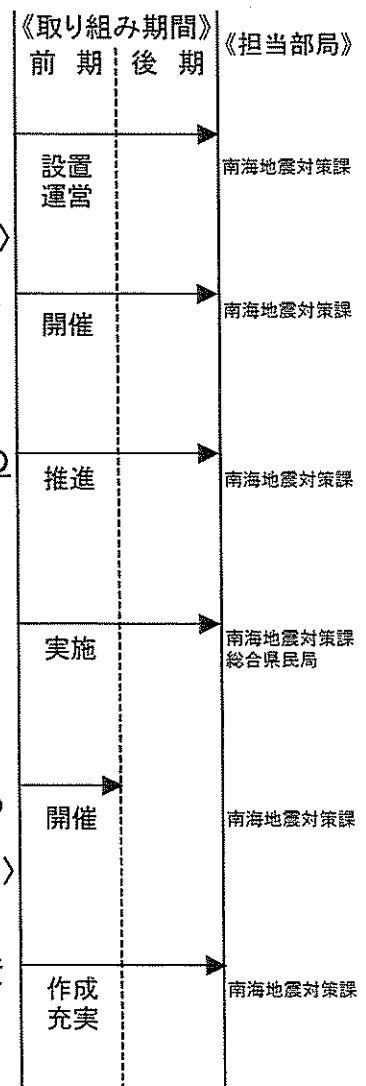 《取り組み期間》
《担当部局》
前 期 後 期
設置
運営
南海地震対策課
開催
南海地震対策課
推進
南海地震対策課
実施
南海地震対策課
総合県民局
開催
南海地震対策課
作成
充実
南海地震対策課